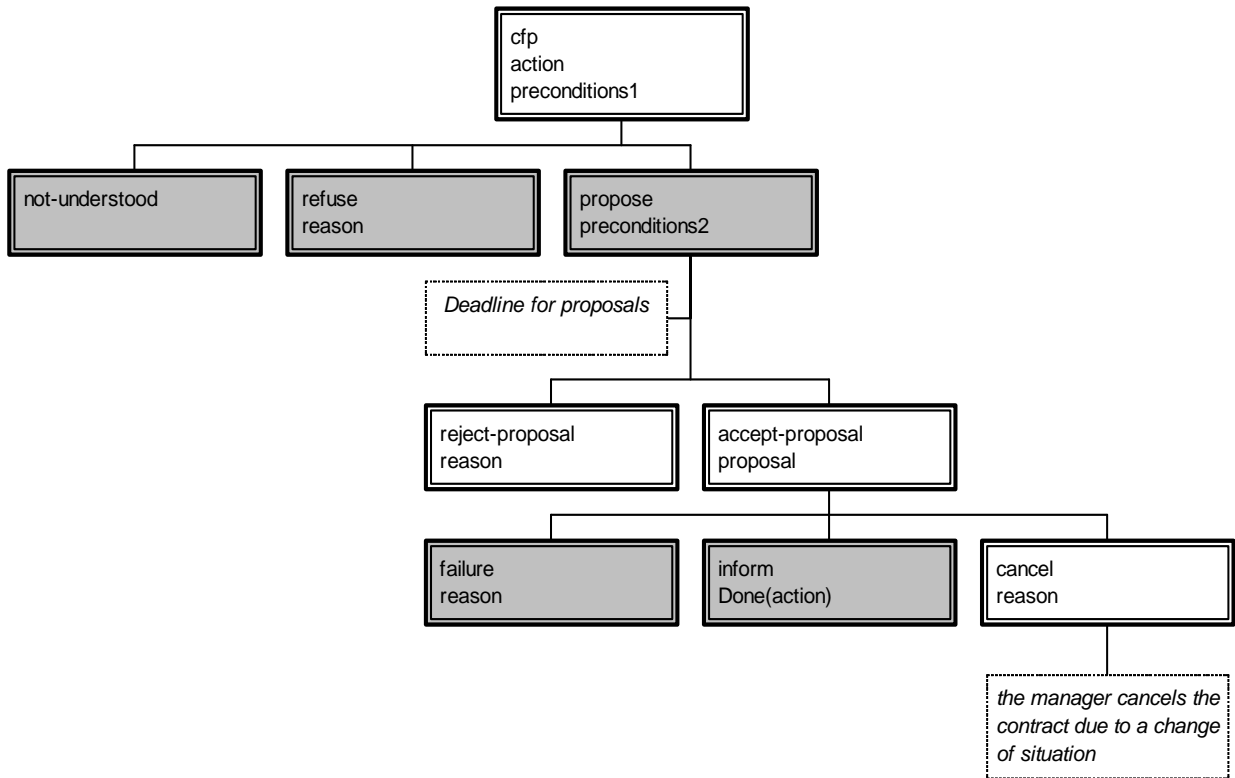 cfp
action
preconditions1
not-understood
refuse
reason
propose
preconditions2
Deadline for proposals
reject-proposal
reason
accept-proposal
proposal
failure
reason
inform
Done(action)
cancel
reason
the manager cancels the
contract due to a change
of situation